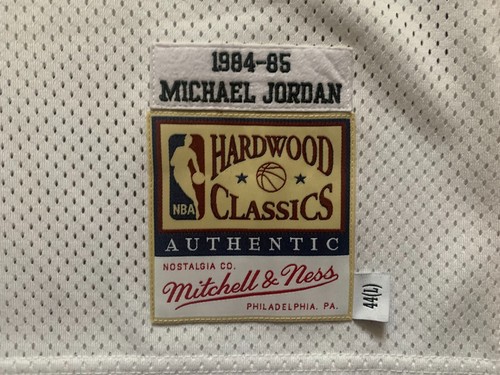 1984-85
MICHAEL JORDAN
HARDWOOD
NBA
CLASSICS
AUTHENTIC
NOSTALGIA CO.
Mitchell & Ness
PHILADELPHIA, PA.
44(L)